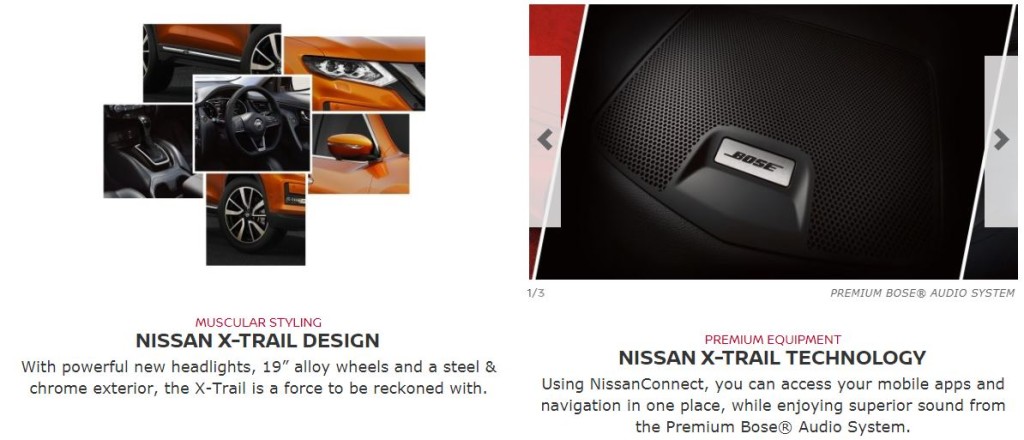 MUSCULAR STYLING
NISSAN X-TRAIL DESIGN
With powerful new headlights, 19” alloy wheels and a steel &
chrome exterior, the X-Trail is a force to be reckoned with.
BOSE
1/3
PREMIUM BOSE® AUDIO SYSTEM
PREMIUM EQUIPMENT
NISSAN X-TRAIL TECHNOLOGY
Using NissanConnect, you can access your mobile apps and
navigation in one place, while enjoying superior sound from
the Premium Bose® Audio System.